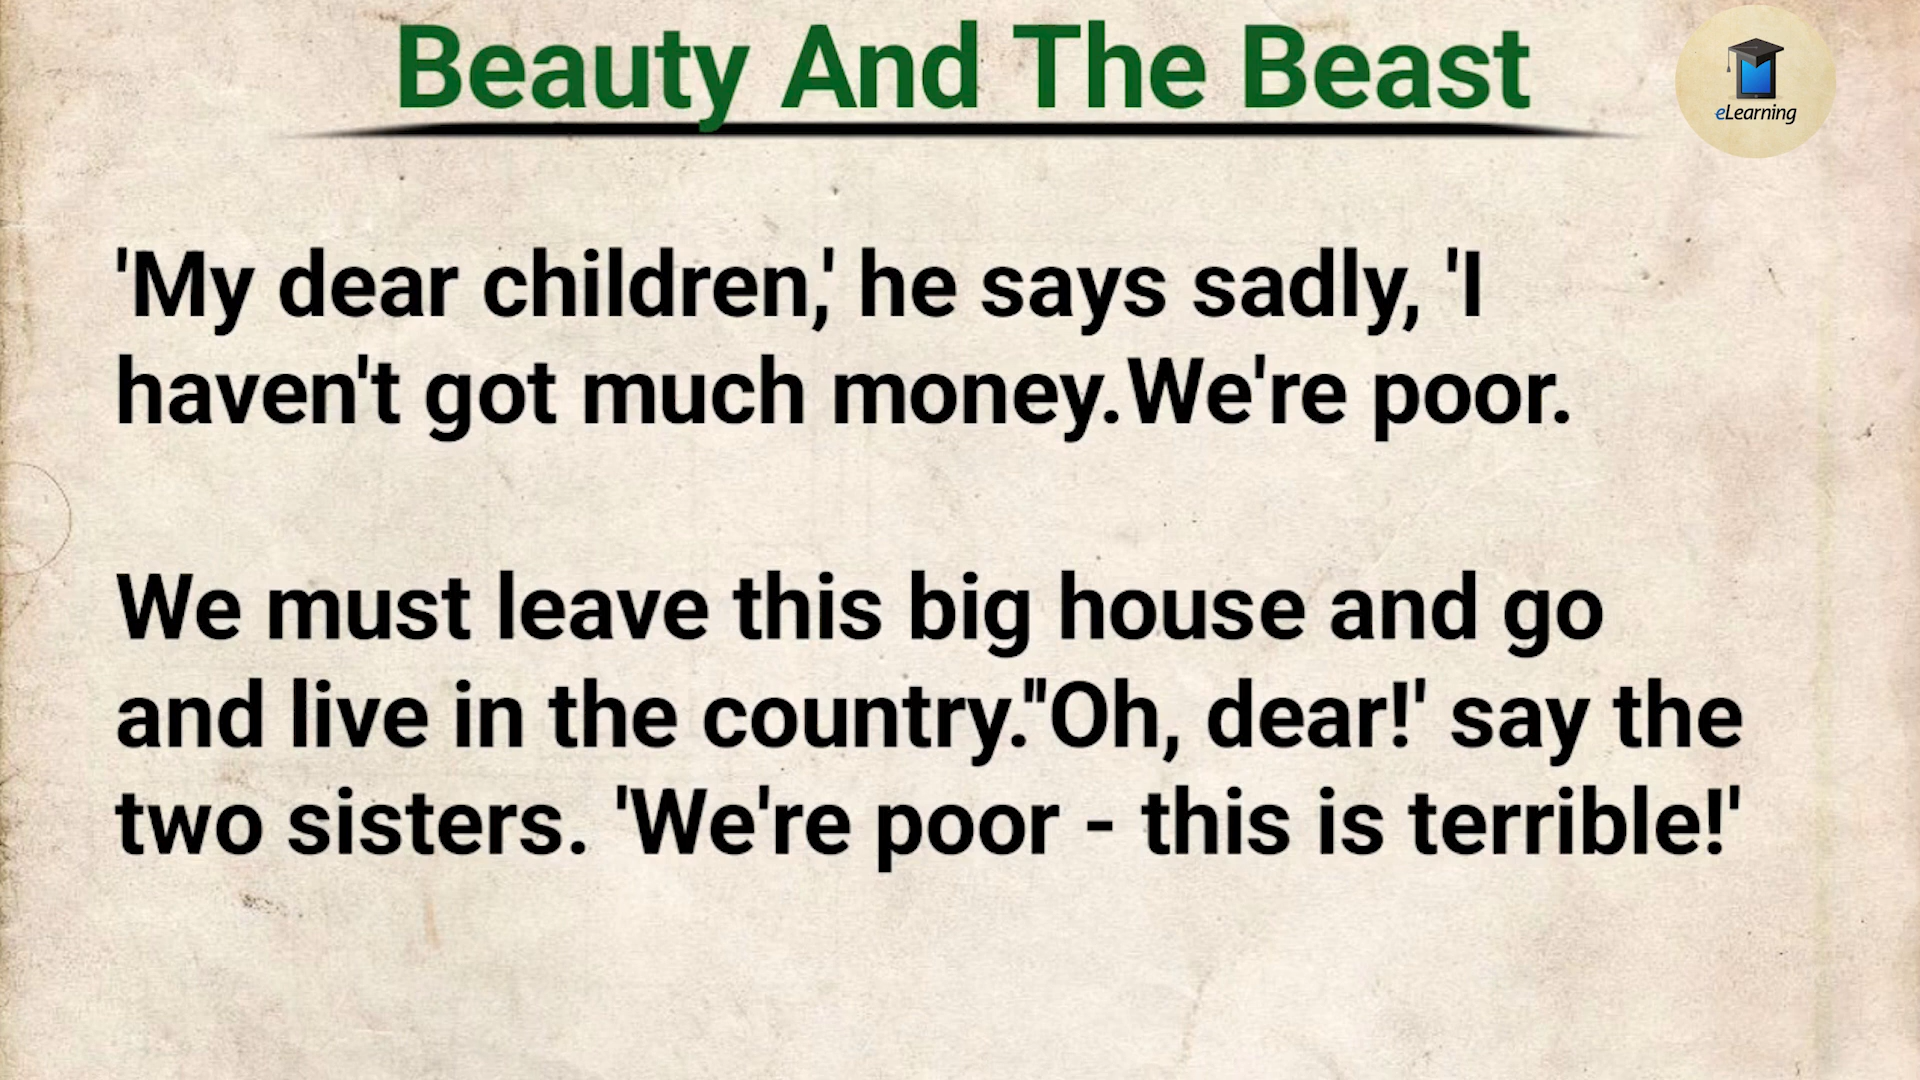 Beauty And The Beast
eLearning
'My dear children,' he says sadly, 'I
haven't got much money.We're poor.
We must leave this big house and go
and live in the country.''Oh, dear!' say the
two sisters. 'We're poor - this is terrible!'